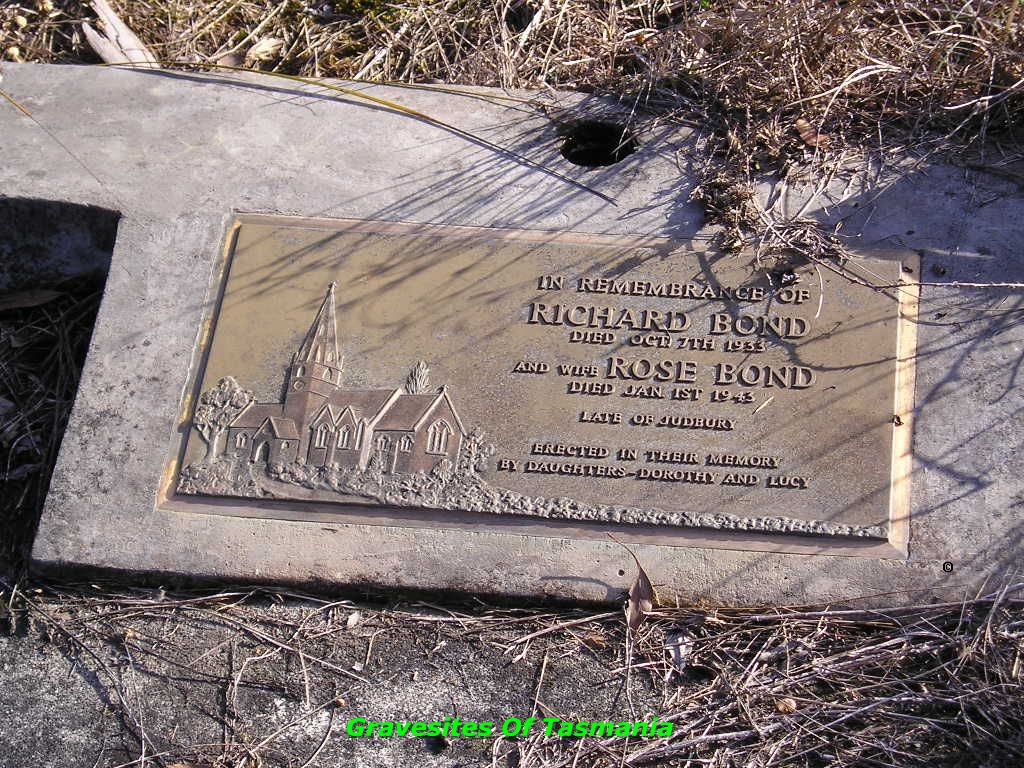 IN REMEMBRANCE OF
RICHARD BOND
DIED OCT. 7TH 1933
AND WIFE ROSE BOND
DIED JAN 1ST 1943
LATE OF JUDBURY
ERECTED IN THEIR MEMORY
BY DAUGHTERS-DOROTHY AND LUCY
©
Gravesites Of Tasmania